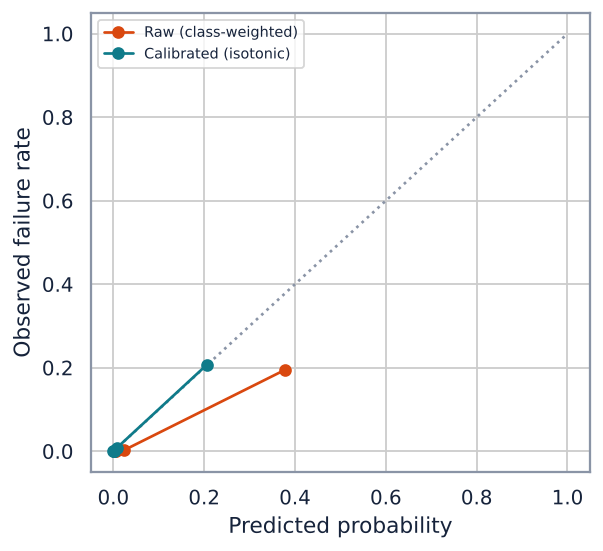 Raw (class-weighted)
Calibrated (isotonic)
1.0
0.8
0.6
0.4
0.2
0.0
Observed failure rate
0.0 0.2 0.4 0.6 0.8 1.0
Predicted probability